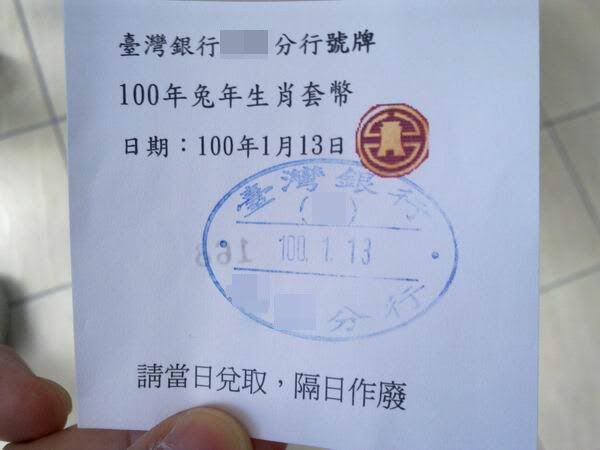 臺灣銀行 分行號牌
100年兔年生肖套幣
日期：100年1月13日
臺灣銀行
( )
100. 1. 13
分行
163
請當日兌取，隔日作廢